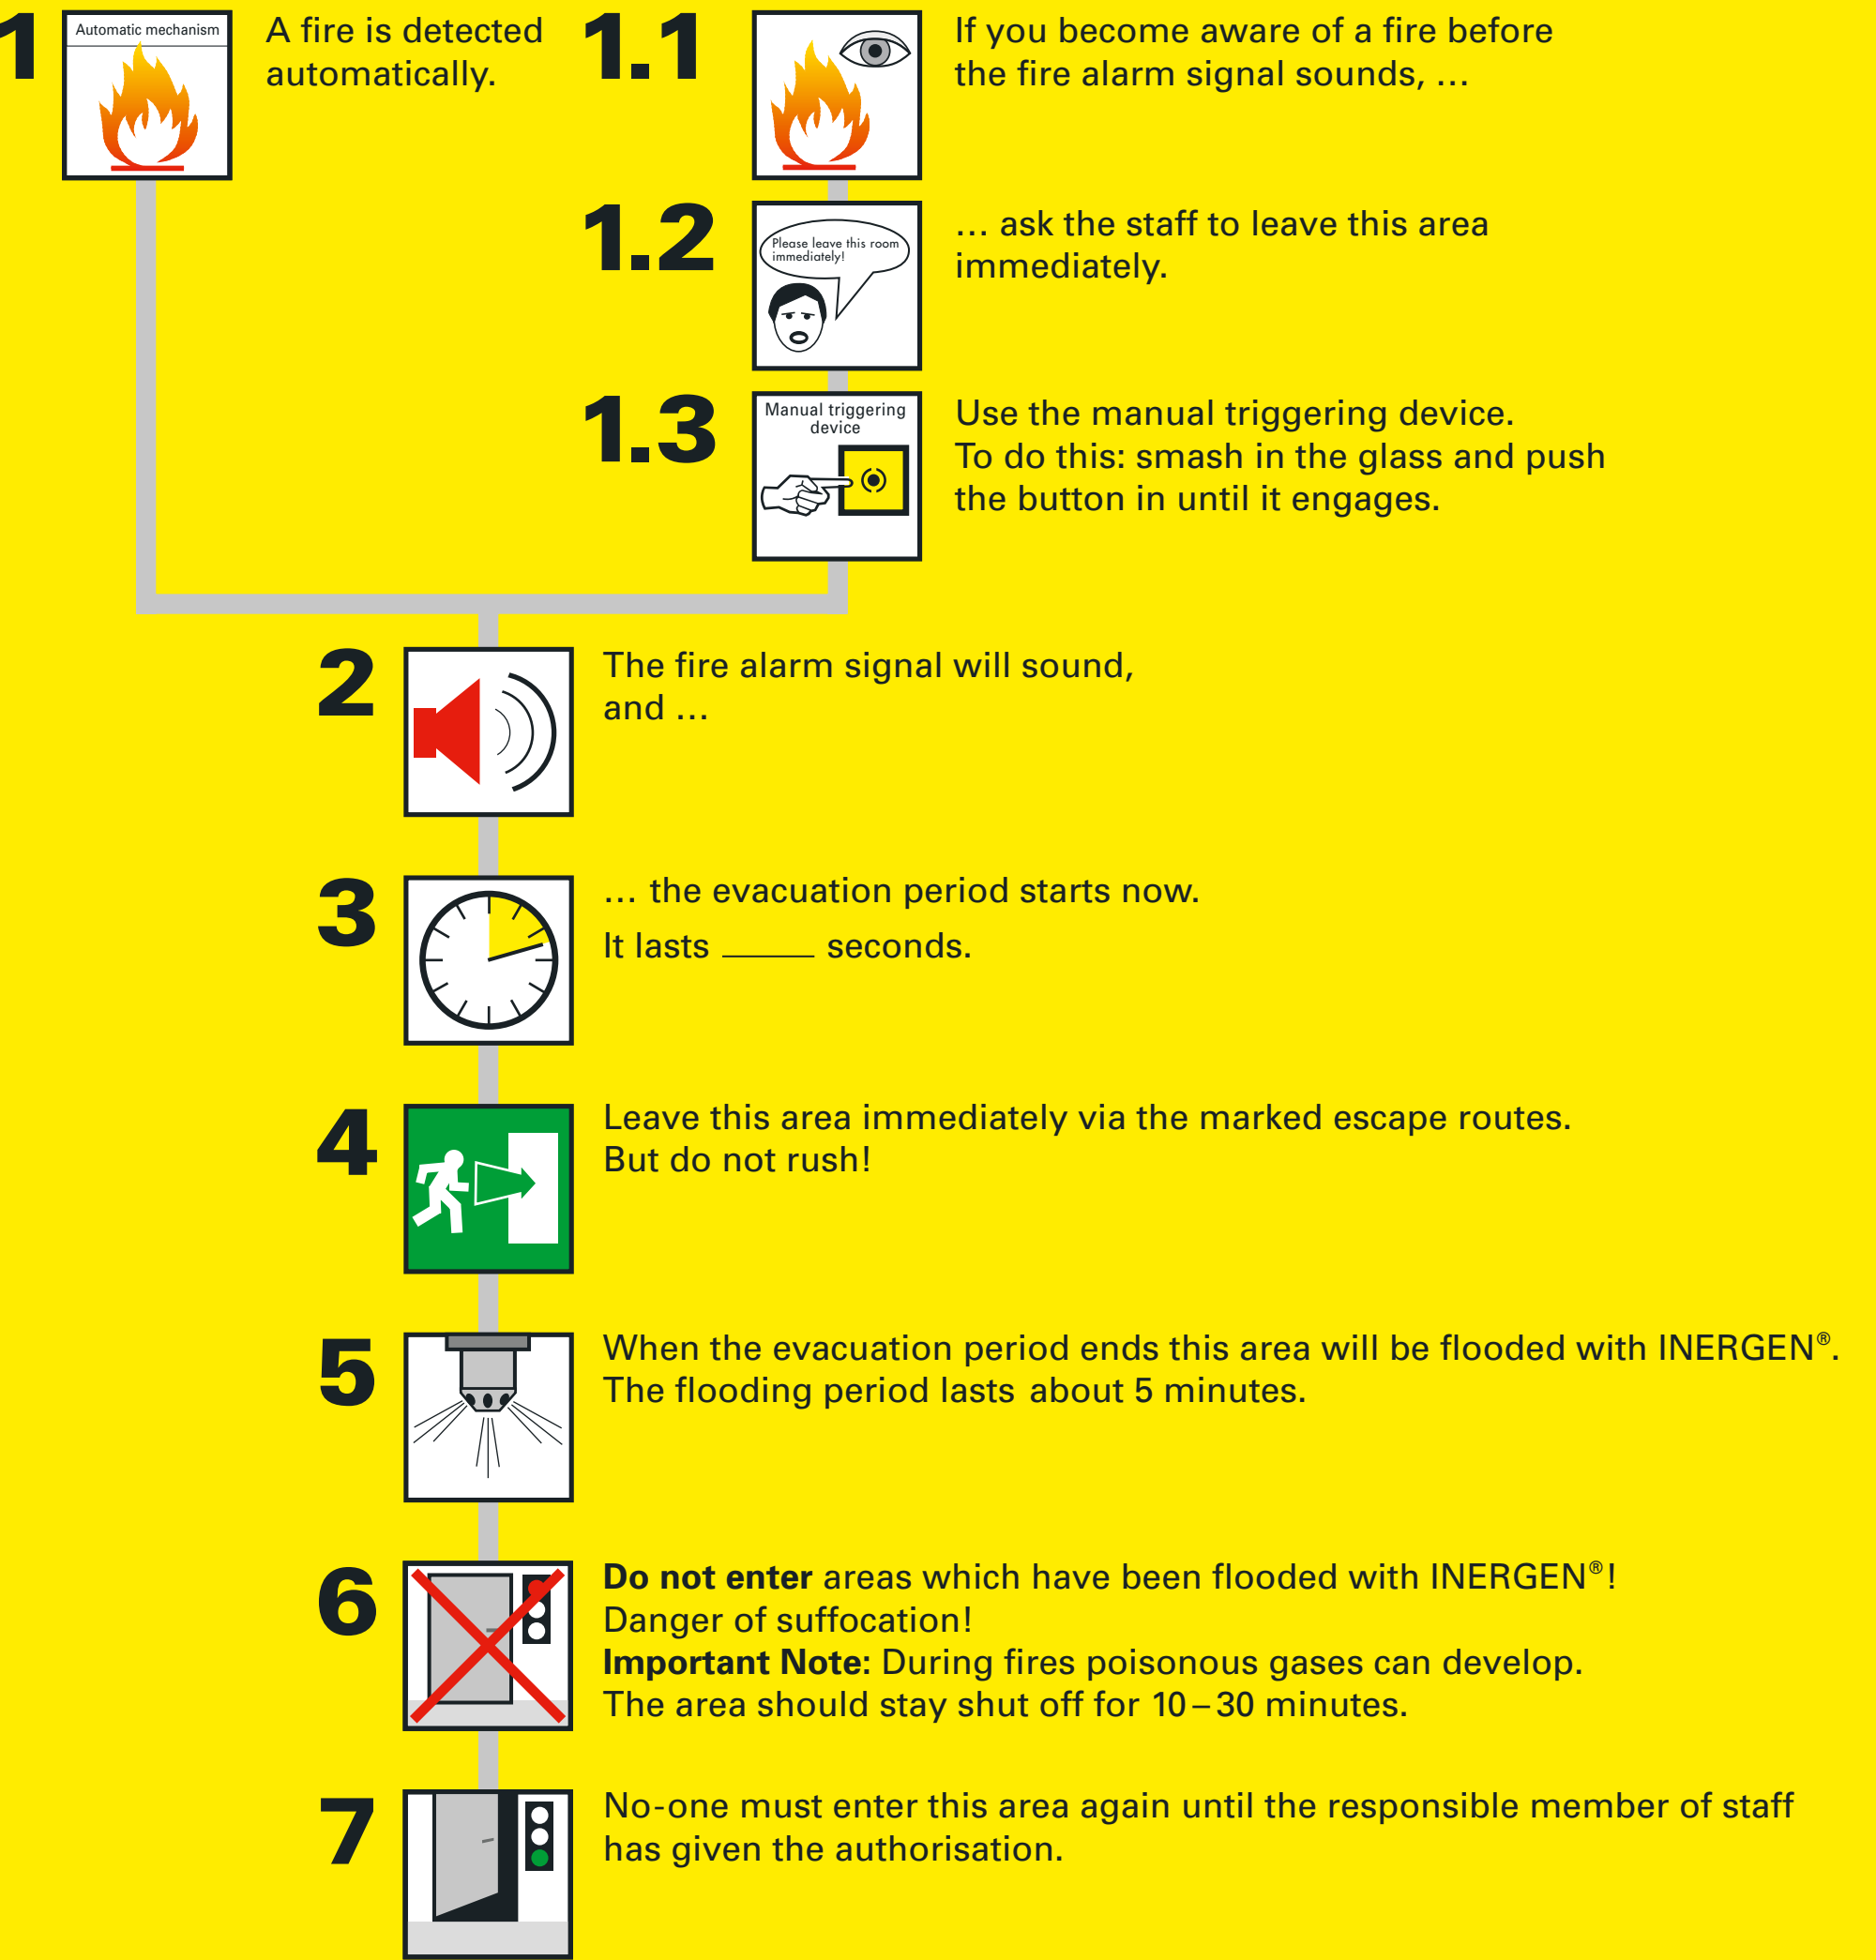 1
Automatic mechanism
A fire is detected
automatically.
1.1
If you become aware of a fire before
the fire alarm signal sounds, …
1.2
Please leave this room
immediately!
… ask the staff to leave this area
immediately.
1.3
Manual triggering
device
Use the manual triggering device.
To do this: smash in the glass and push
the button in until it engages.
2
The fire alarm signal will sound,
and …
3
… the evacuation period starts now.
It lasts _____ seconds.
4
Leave this area immediately via the marked escape routes.
But do not rush!
5
When the evacuation period ends this area will be flooded with INERGEN®.
The flooding period lasts about 5 minutes.
6
Do not enter areas which have been flooded with INERGEN®!
Danger of suffocation!
Important Note: During fires poisonous gases can develop.
The area should stay shut off for 10–30 minutes.
7
No-one must enter this area again until the responsible member of staff
has given the authorisation.